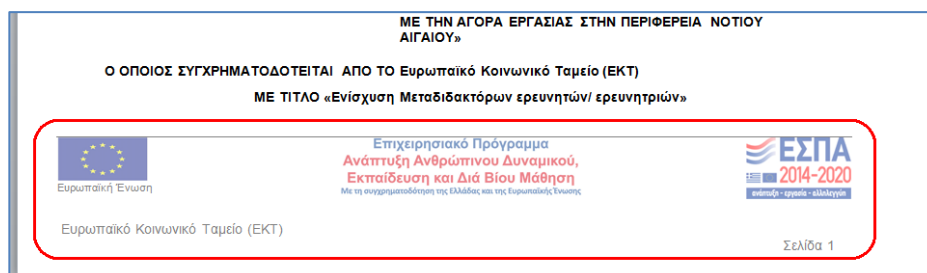 ΜΕ ΤΗΝ ΑΓΟΡΑ ΕΡΓΑΣΙΑΣ ΣΤΗΝ ΠΕΡΙΦΕΡΕΙΑ ΝΟΤΙΟΥ
ΑΙΓΑΙΟΥ»
Ο ΟΠΟΙΟΣ ΣΥΓΧΡΗΜΑΤΟΔΟΤΕΙΤΑΙ ΑΠΟ ΤΟ Ευρωπαϊκό Κοινωνικό Ταμείο (ΕΚΤ)
ΜΕ ΤΙΤΛΟ «Ενίσχυση Μεταδιδακτόρων ερευνητών/ ερευνητριών»
Ευρωπαϊκή Ένωση
Επιχειρησιακό Πρόγραμμα
Ανάπτυξη Ανθρώπινου Δυναμικού,
Εκπαίδευση και Διά Βίου Μάθηση
Με τη συγχρηματοδότηση της Ελλάδας και της Ευρωπαϊκής Ένωσης
ΕΣΠΑ
2014-2020
ανάπτυξη - εργασία - αλληλεγγύη
Ευρωπαϊκό Κοινωνικό Ταμείο (ΕΚΤ)
Σελίδα 1